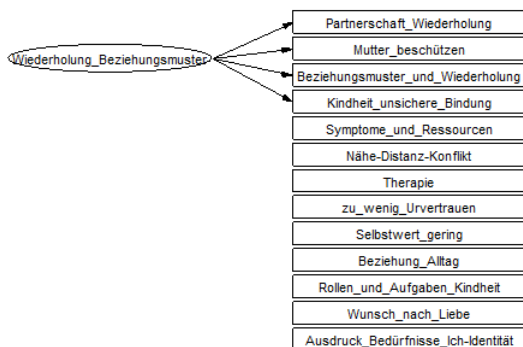 Partnerschaft_Wiederholung
Mutter_beschützen
Wiederholung_Beziehungsmuster
Beziehungsmuster_und_Wiederholung
Kindheit_unsichere_Bindung
Symptome_und_Ressourcen
Nähe-Distanz-Konflikt
Therapie
zu_wenig_Urvertrauen
Selbstwert_gering
Beziehung_Alltag
Rollen_und_Aufgaben_Kindheit
Wunsch_nach_Liebe
Ausdruck_Bedürfnisse_Ich-Identität